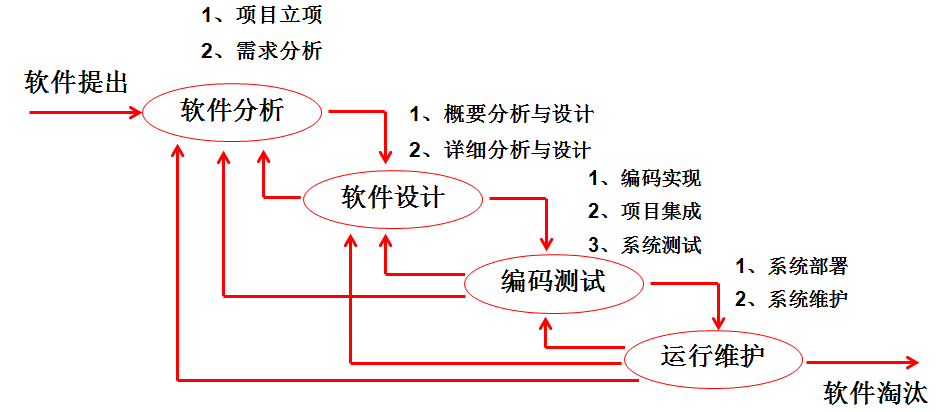 1、项目立项
2、需求分析
软件提出
软件分析
1、概要分析与设计
2、详细分析与设计
软件设计
1、编码实现
2、项目集成
3、系统测试
编码测试
1、系统部署
2、系统维护
运行维护
软件淘汰